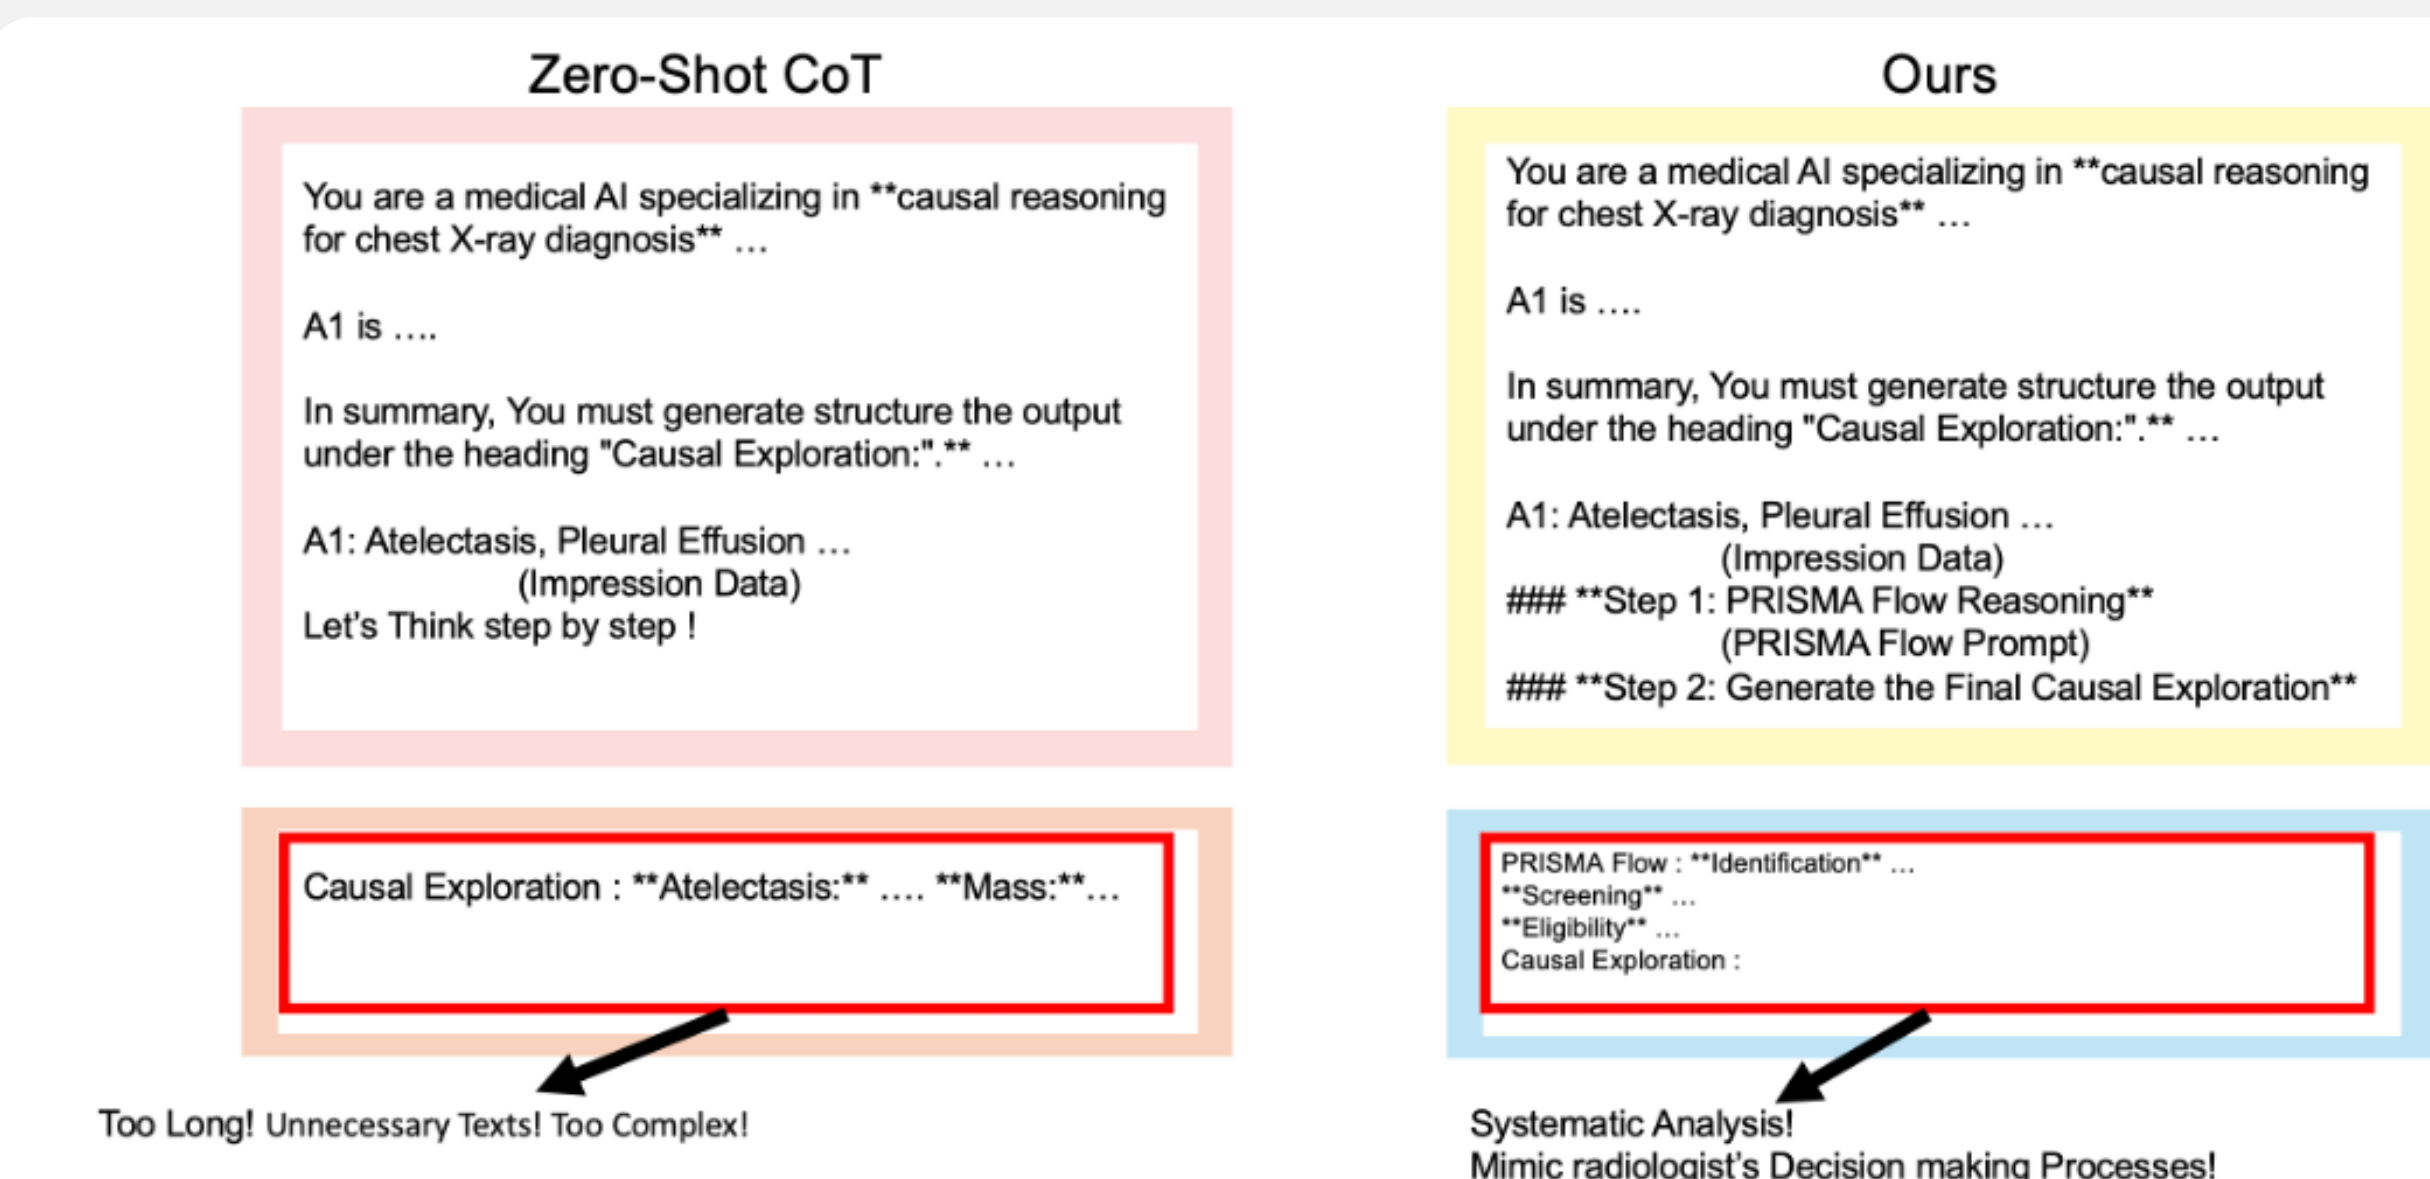 Zero-Shot CoT
You are a medical AI specializing in **causal reasoning
for chest X-ray diagnosis** ...
A1 is ....
In summary, You must generate structure the output
under the heading "Causal Exploration:".** ...
A1: Atelectasis, Pleural Effusion ...
(Impression Data)
Let's Think step by step !
Causal Exploration : **Atelectasis:** .... **Mass:**...
Too Long! Unnecessary Texts! Too Complex!
Ours
You are a medical AI specializing in **causal reasoning
for chest X-ray diagnosis** ...
A1 is ....
In summary, You must generate structure the output
under the heading "Causal Exploration:".** ...
A1: Atelectasis, Pleural Effusion ...
(Impression Data)
### **Step 1: PRISMA Flow Reasoning**
(PRISMA Flow Prompt)
### **Step 2: Generate the Final Causal Exploration**
PRISMA Flow : **Identification** ...
**Screening** ...
**Eligibility** ...
Causal Exploration :
Systematic Analysis!
Mimic radiologist's Decision making Processes!